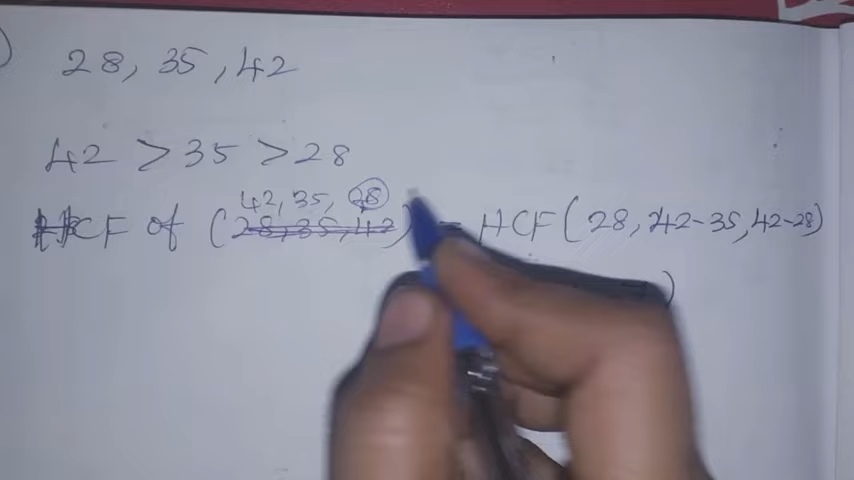 28, 35, 42
42 > 35 > 28
42, 35, 28
HCF of (28, 35, 42) = HCF (28, 42-35, 42-28)
)